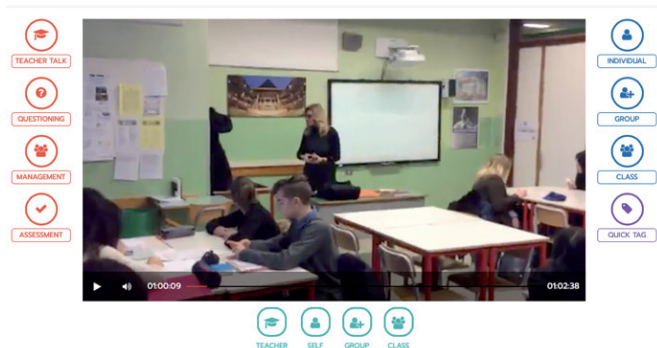 TEACHER TALK
QUESTIONING
MANAGEMENT
ASSESSMENT
01:00:09
01:02:38
INDIVIDUAL
GROUP
CLASS
QUICK TAG
TEACHER
SELF
GROUP
CLASS